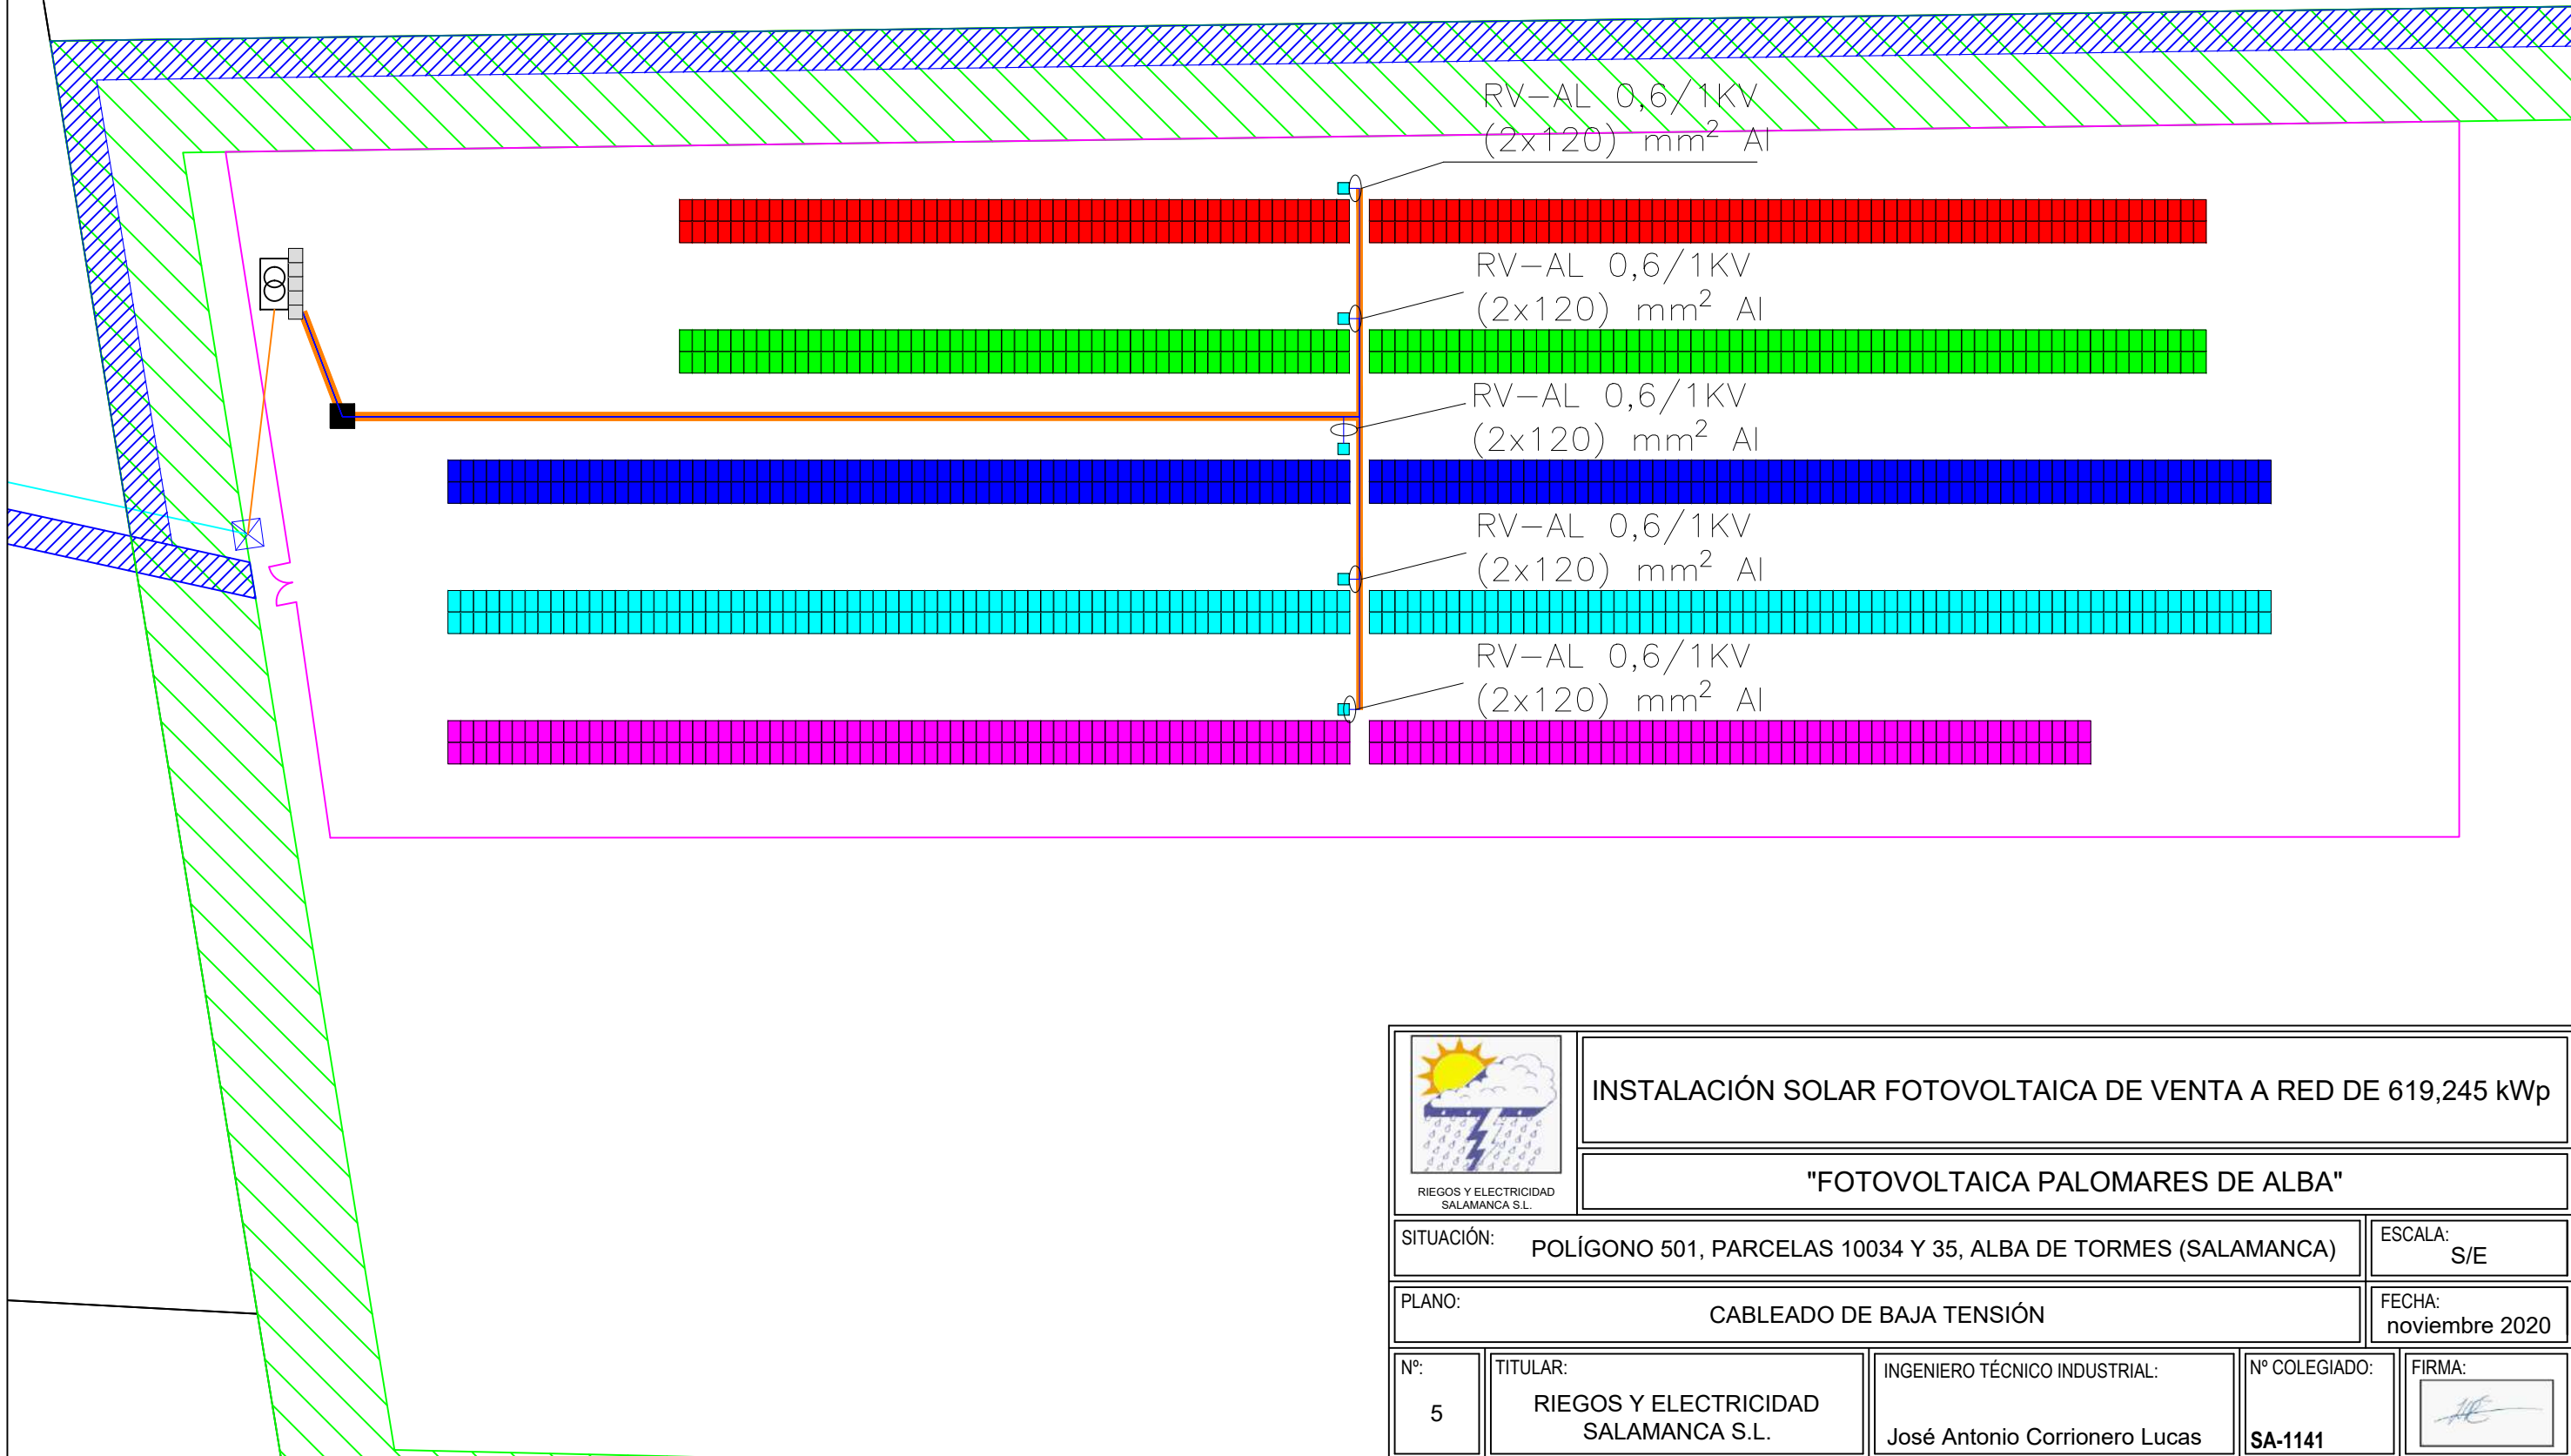 RV-AL 0,6/1KV
(2x120) mm² Al
RV-AL 0,6/1KV
(2x120) mm² Al
RV-AL 0,6/1KV
(2x120) mm² Al
RV-AL 0,6/1KV
(2x120) mm² Al
RV-AL 0,6/1KV
(2x120) mm² Al
RIEGOS Y ELECTRICIDAD
SALAMANCA S.L.
INSTALACIÓN SOLAR FOTOVOLTAICA DE VENTA A RED DE 619,245 kWp
"FOTOVOLTAICA PALOMARES DE ALBA"
SITUACIÓN: POLÍGONO 501, PARCELAS 10034 Y 35, ALBA DE TORMES (SALAMANCA)
ESCALA:
S/E
PLANO: CABLEADO DE BAJA TENSIÓN
FECHA:
noviembre 2020
Nº:
5
TITULAR:
RIEGOS Y ELECTRICIDAD
SALAMANCA S.L.
INGENIERO TÉCNICO INDUSTRIAL:
José Antonio Corrionero Lucas
Nº COLEGIADO:
SA-1141
FIRMA: